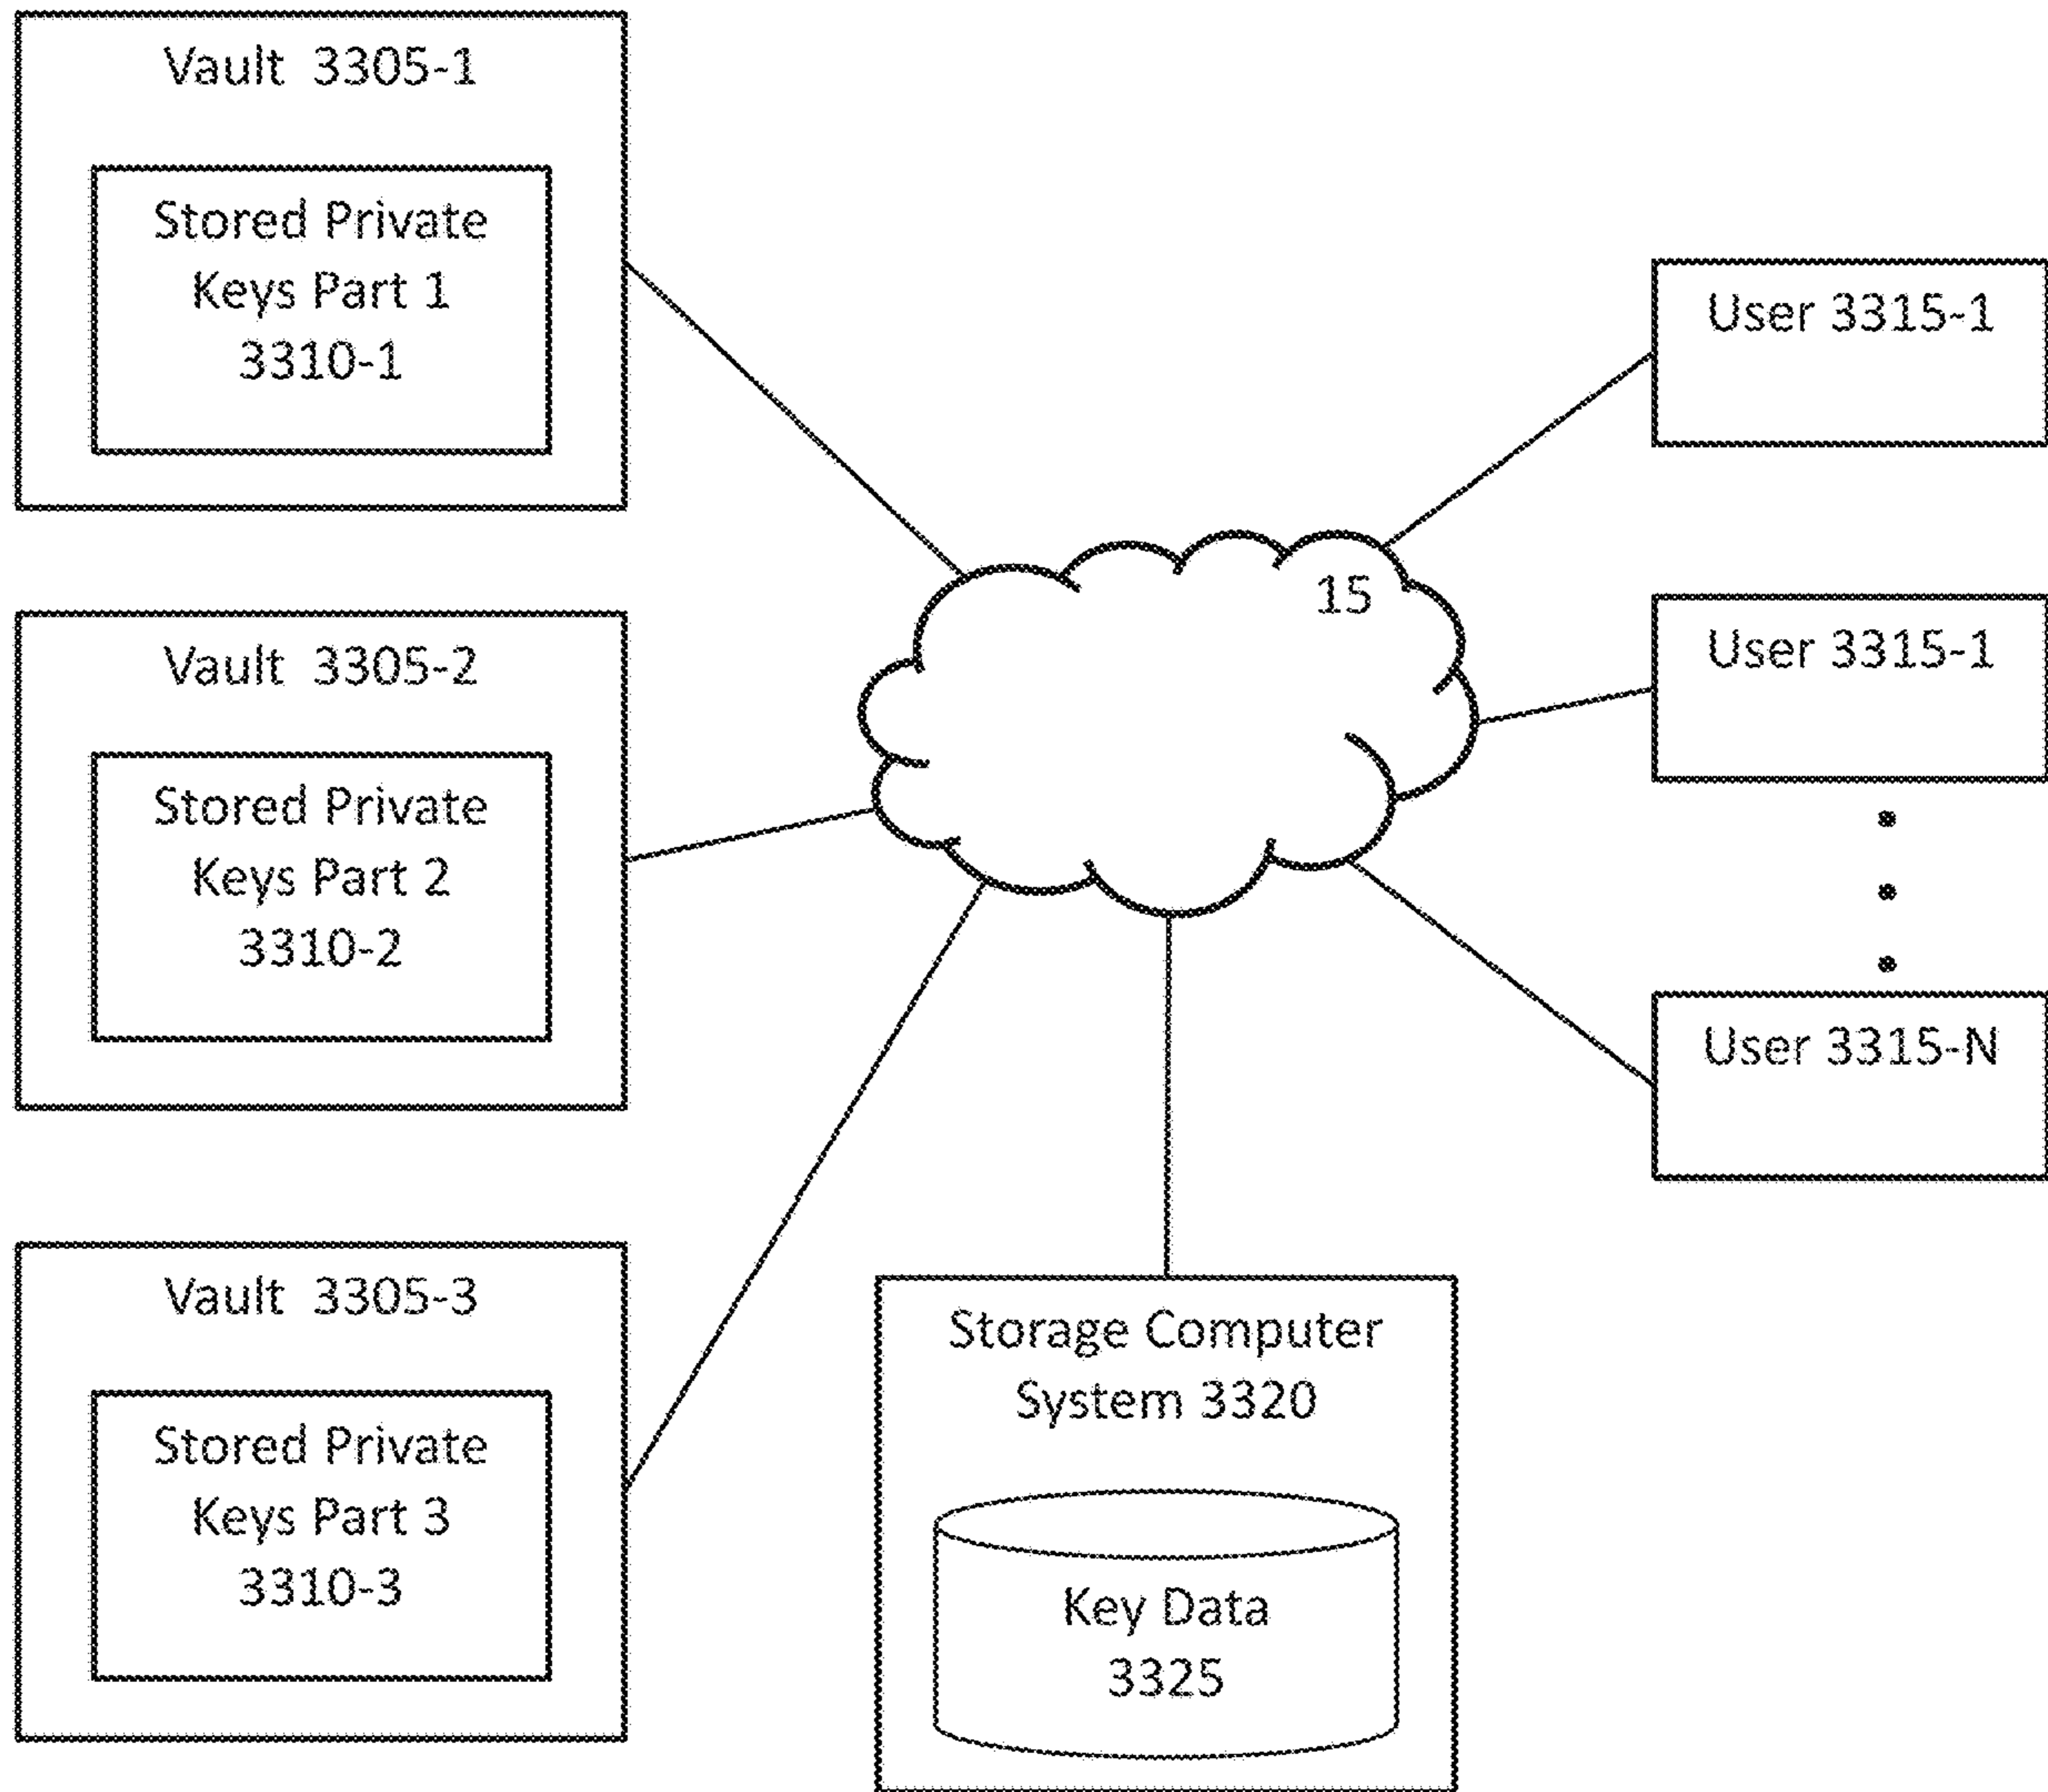 Vault 3305-1
Stored Private
Keys Part 1
3310-1
Vault 3305-2
Stored Private
Keys Part 2
3310-2
Vault 3305-3
Stored Private
Keys Part 3
3310-3
15
User 3315-1
User 3315-1
User 3315-N
Storage Computer
System 3320
Key Data
3325